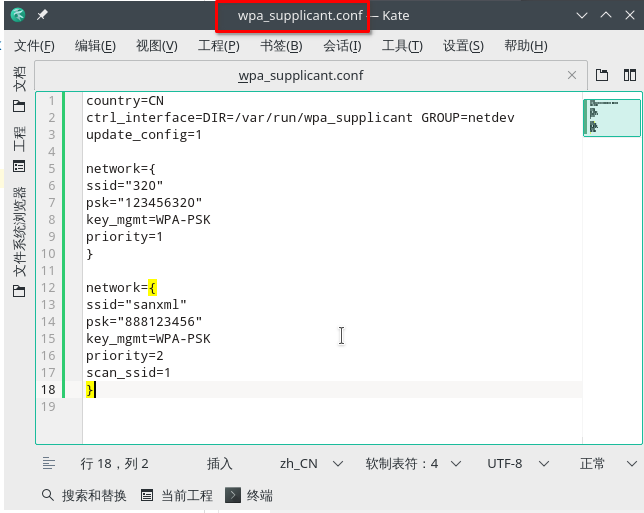 wpa_supplicant.conf — Kate
文件(F) 编辑(E) 视图(V) 工程(P) 书签(B) 会话(I) 工具(T) 设置(S) 帮助(H)
文档
工程
文件系统浏览器
wpa_supplicant.conf
1 country=CN
2 ctrl_interface=DIR=/var/run/wpa_supplicant GROUP=netdev
3 update_config=1
4
5 network={
6 ssid="320"
7 psk="123456320"
8 key_mgmt=WPA-PSK
9 priority=1
10 }
11
12 network={
13 ssid="sanxml"
14 psk="888123456"
15 key_mgmt=WPA-PSK
16 priority=2
17 scan_ssid=1
18 }
19
行 18，列 2 插入 zh_CN 软制表符：4 UTF-8 正常
搜索和替换 当前工程 终端